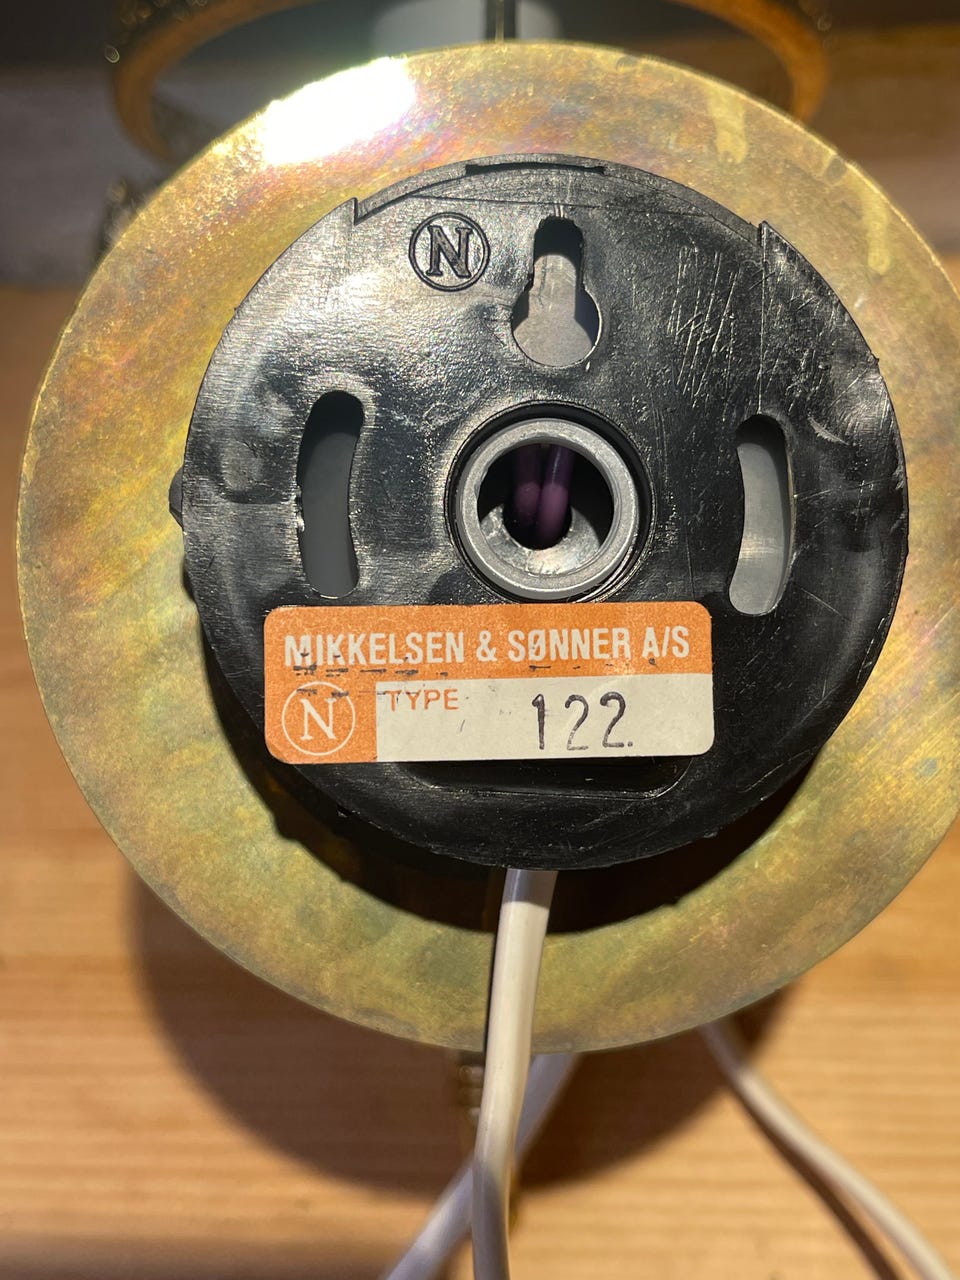 N
MIKKELSEN & SØNNER A/S
N TYPE 122.